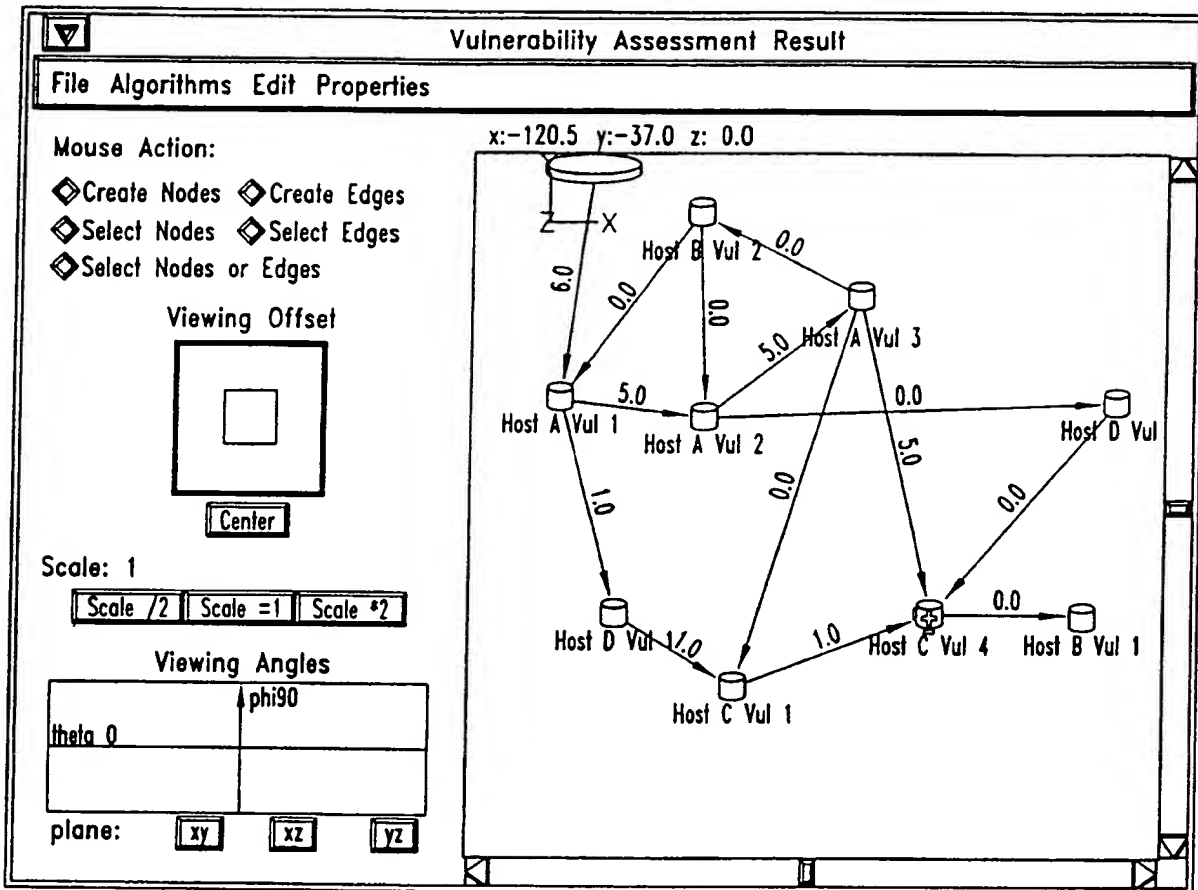 Vulnerability Assessment Result
File Algorithms Edit Properties
Mouse Action:
Create Nodes Create Edges
Select Nodes Select Edges
Select Nodes or Edges
Viewing Offset
Center
Scale: 1
Scale /2 Scale =1 Scale *2
Viewing Angles
phi90
theta 0
plane: xy xz yz
x:-120.5 y:-37.0 z: 0.0
Z X
Host B Vul 2
0.0
6.0
0.0
0.0
Host A Vul 3
5.0
Host A Vul 1
5.0
Host A Vul 2
0.0
Host D Vul
5.0
0.0
1.0
0.0
Host D Vul 1
1.0
1.0
Host C Vul 4
0.0
Host B Vul 1
Host C Vul 1